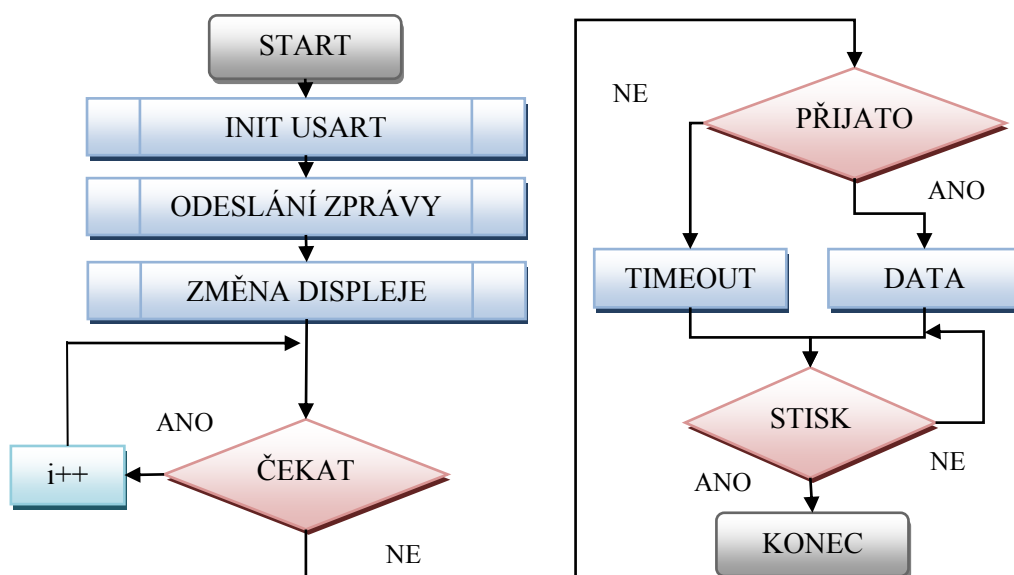 START
INIT USART
ODESLÁNÍ ZPRÁVY
ZMĚNA DISPLEJE
ANO
i++
ČEKAT
NE
NE
PŘIJATO
ANO
TIMEOUT
DATA
STISK
NE
ANO
KONEC